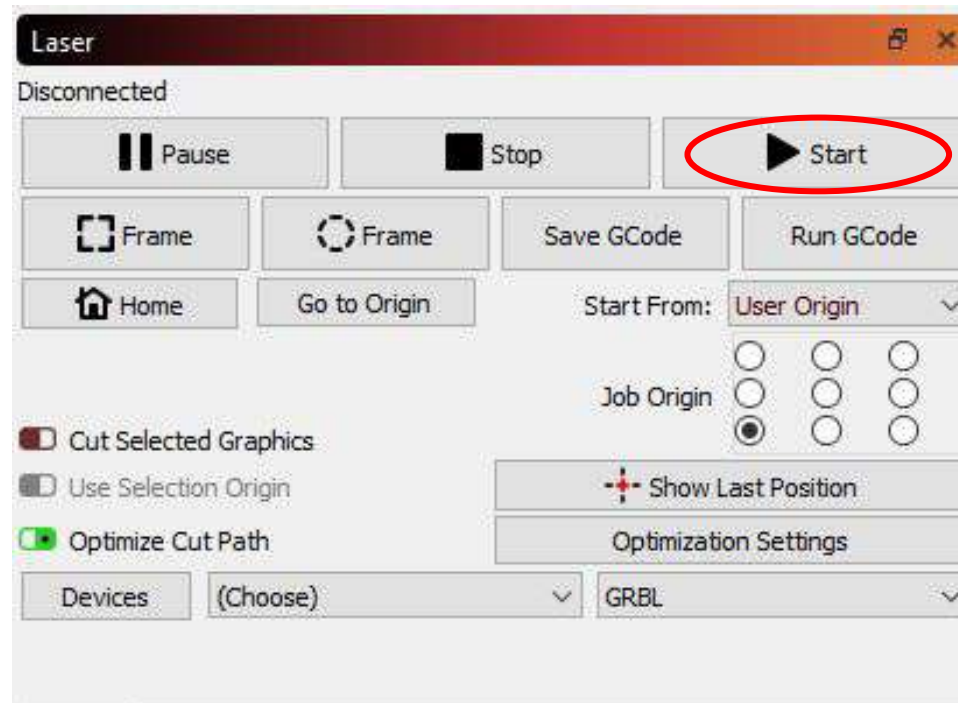 Laser
Disconnected
Pause Stop Start
Frame Frame Save GCode Run GCode
Home Go to Origin Start From: User Origin
Job Origin
Cut Selected Graphics
Use Selection Origin Show Last Position
Optimize Cut Path Optimization Settings
Devices (Choose) GRBL